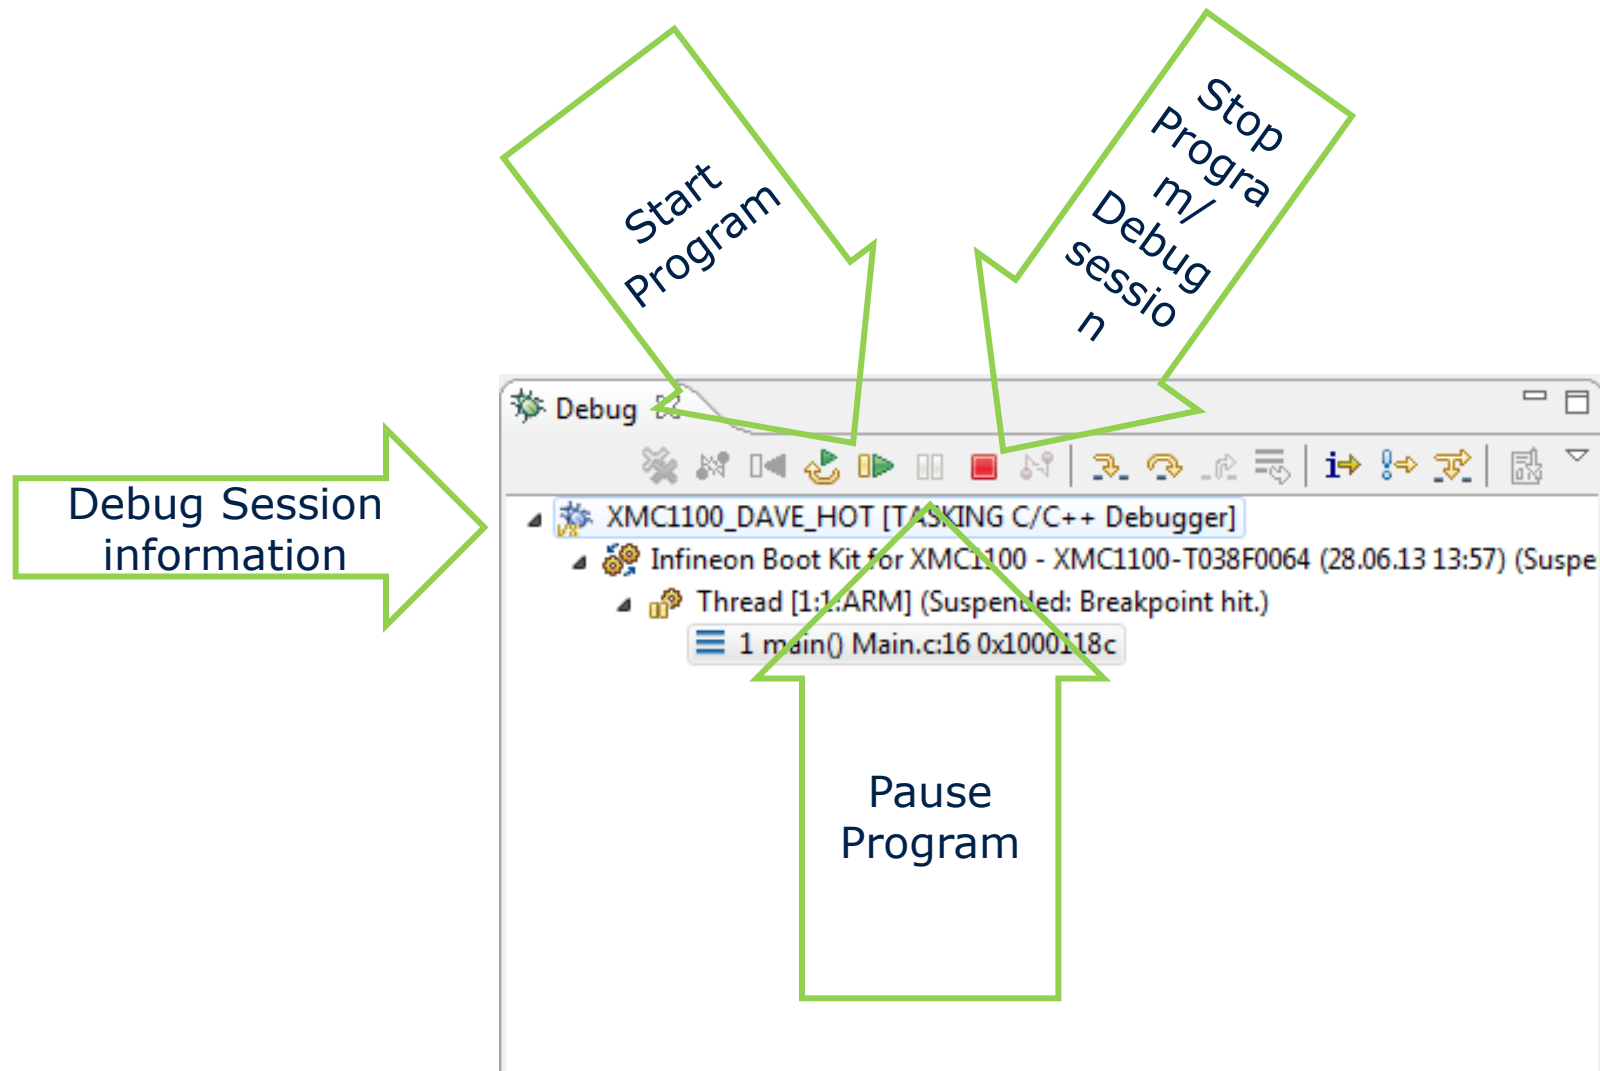 Start
Program
Stop
Progra
m/
Debug
sessio
n
Debug
Debug Session
information
XMC1100_DAVE_HOT [TASKING C/C++ Debugger]
Infineon Boot Kit for XMC1100 - XMC1100-T038F0064 (28.06.13 13:57) (Suspe
Thread [1:1:ARM] (Suspended: Breakpoint hit.)
1 main() Main.c:16 0x1000118c
Pause
Program